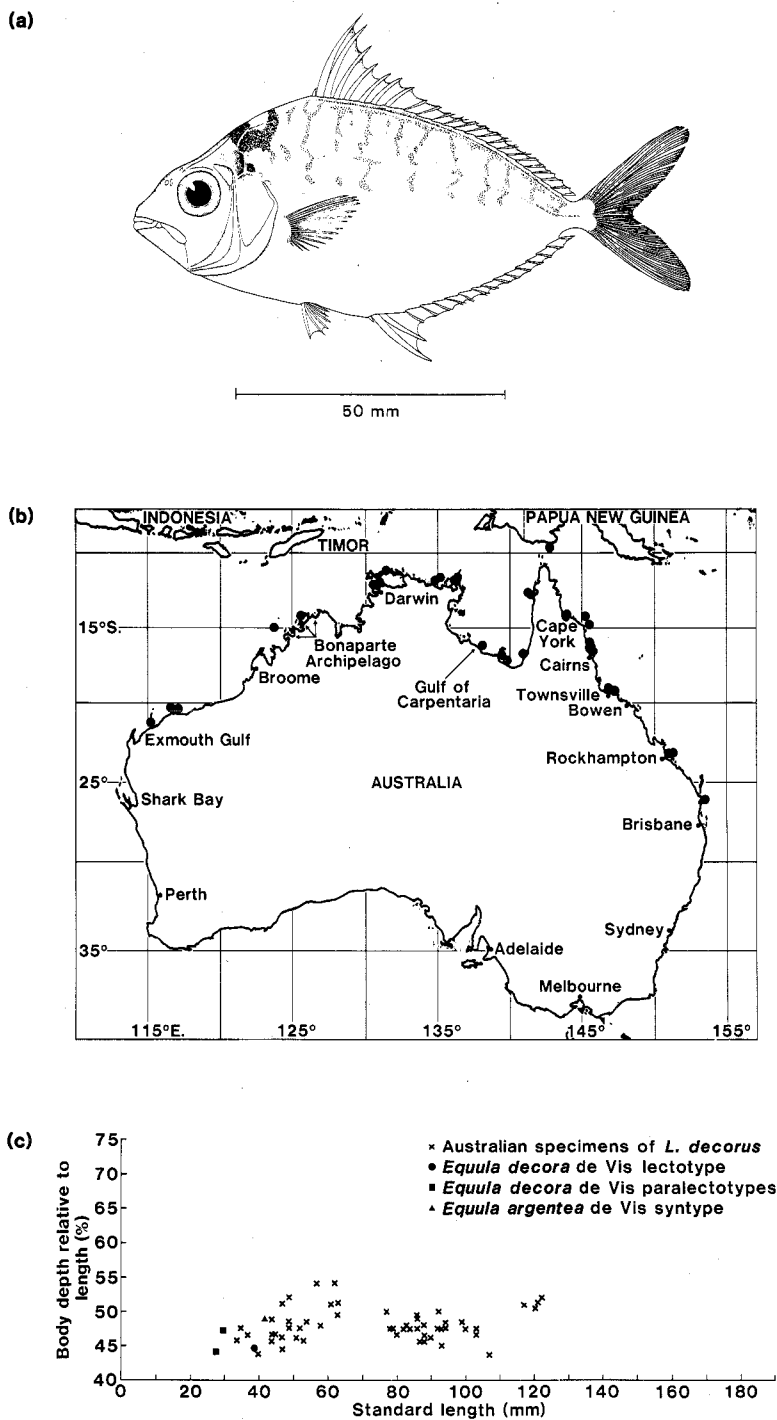 (a)
50 mm
(b)
INDONESIA
PAPUA NEW GUINEA
TIMOR
Darwin
15°S.
Bonaparte
Archipelago
Cape
York
Broome
Cairns
Gulf of
Carpentaria
Townsville
Bowen
Exmouth Gulf
Rockhampton
25°
AUSTRALIA
Shark Bay
Brisbane
Perth
Sydney
35°
Adelaide
Melbourne
115°E.
125°
135°
145°
155°
(c)
Body depth relative to
length (%)
75
70
65
60
55
50
45
40
× Australian specimens of L. decorus
● Equula decora de Vis lectotype
■ Equula decora de Vis paralectotypes
▲ Equula argentea de Vis syntype
0 20 40 60 80 100 120 140 160 180
Standard length (mm)